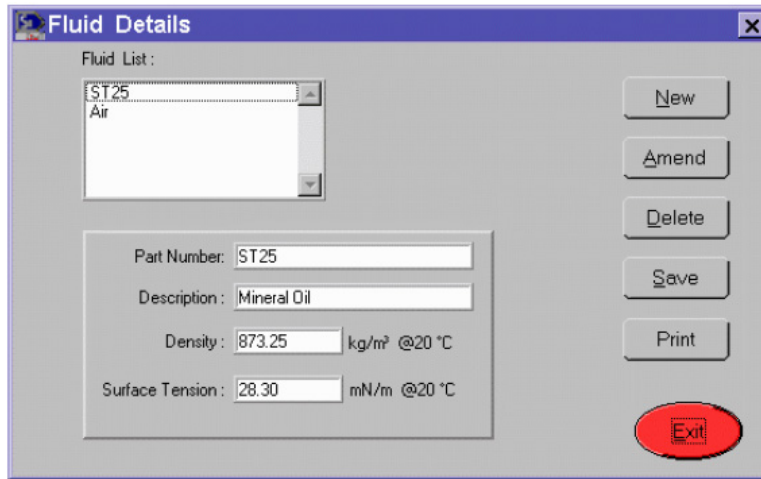 Fluid Details
Fluid List :
ST25
Air
New
Amend
Delete
Save
Print
Exit
Part Number: ST25
Description : Mineral Oil
Density : 873.25 kg/m³ @20 °C
Surface Tension : 28.30 mN/m @20 °C